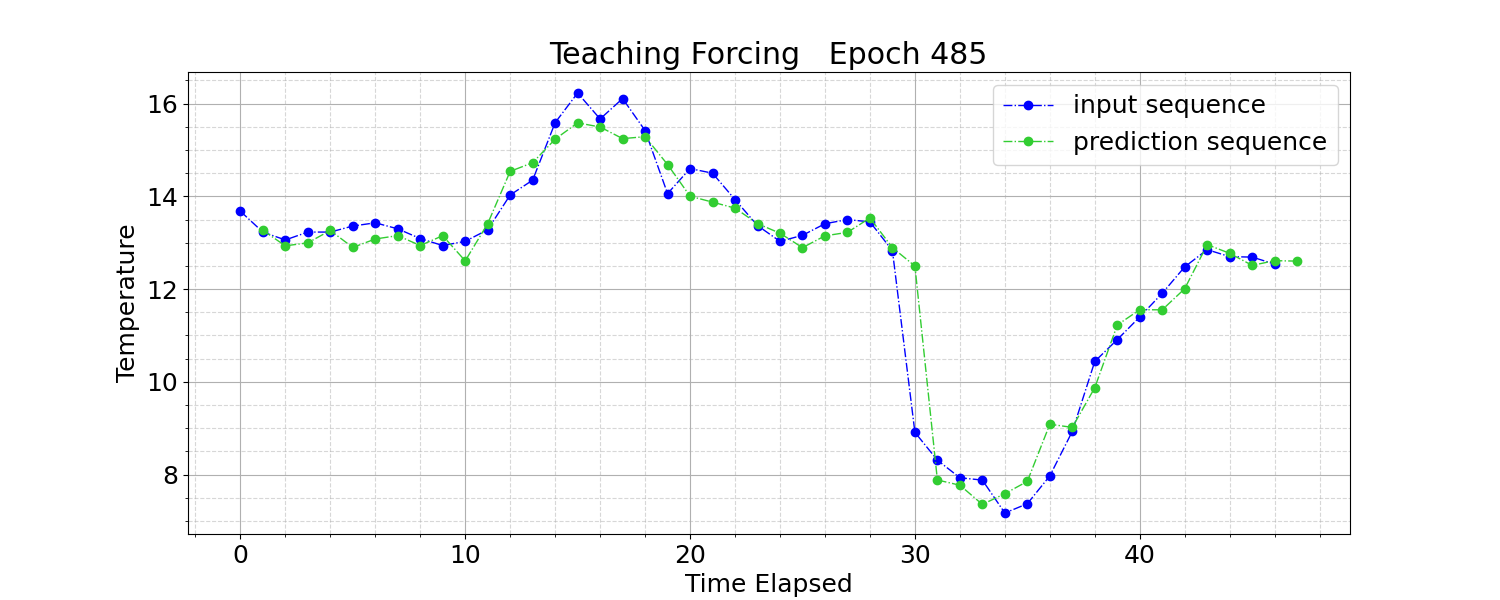 Teaching Forcing   Epoch 485
input sequence
prediction sequence
Temperature
16
14
12
10
8
0 10 20 30 40
Time Elapsed